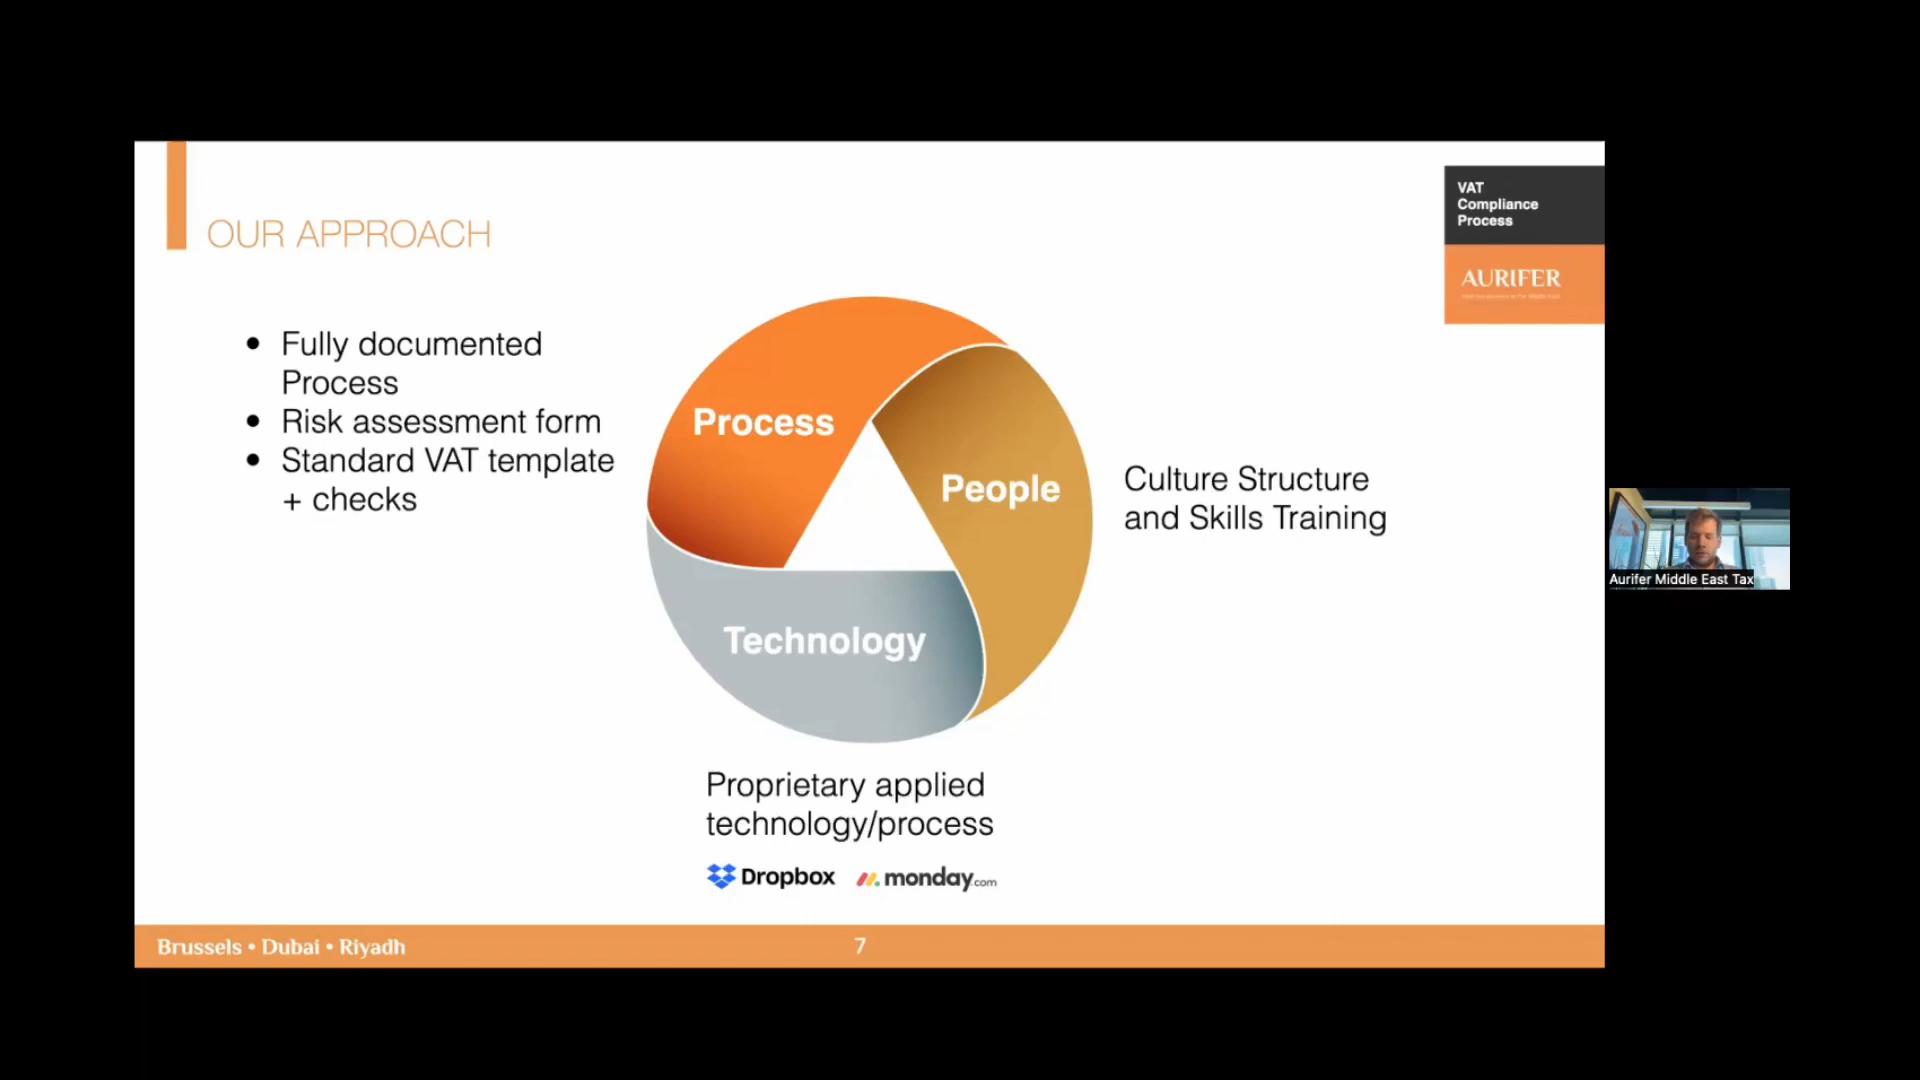 OUR APPROACH
VAT
Compliance
Process
AURIFER
• Fully documented
Process
• Risk assessment form
• Standard VAT template
+ checks
Process
People
Technology
Culture Structure
and Skills Training
Proprietary applied
technology/process
Dropbox
monday.com
Aurifer Middle East Tax
Brussels • Dubai • Riyadh
7